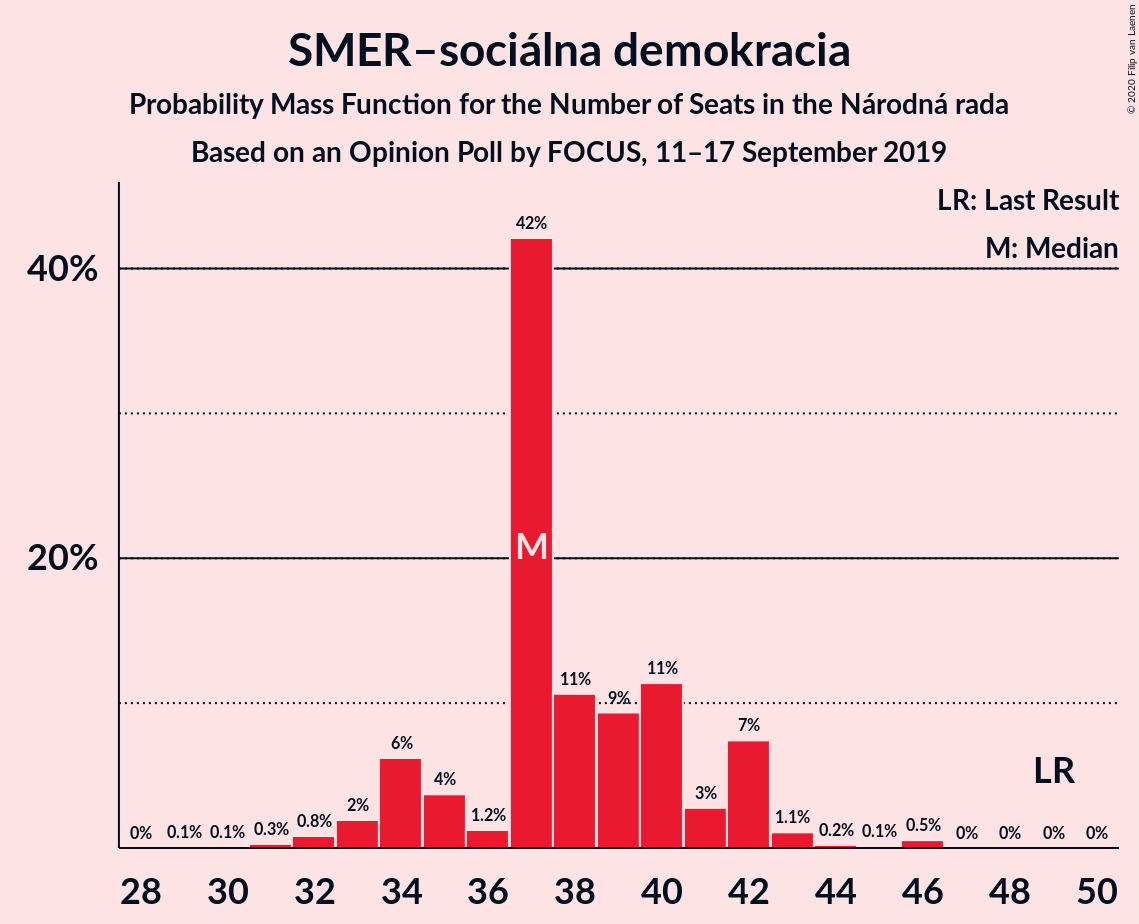 SMER–sociálna demokracia
Probability Mass Function for the Number of Seats in the Národná rada
Based on an Opinion Poll by FOCUS, 11–17 September 2019
© 2020 Filip van Laenen
LR: Last Result
M: Median
40%
20%
0%
0.1%
0.1%
0.3%
0.8%
2%
6%
4%
1.2%
42%
11%
9%
11%
3%
7%
1.1%
0.2%
0.1%
0.5%
0%
0%
0%
0%
M
LR
28 30 32 34 36 38 40 42 44 46 48 50